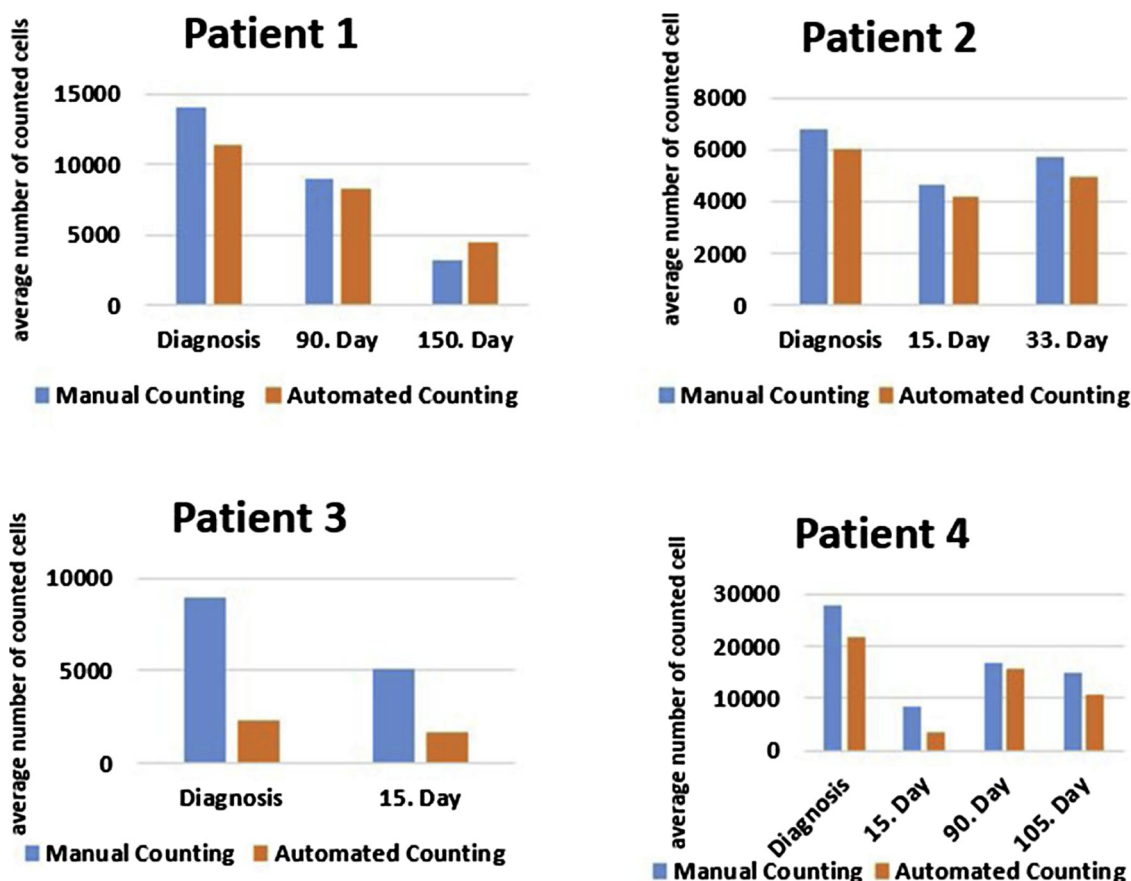 Patient 1
average number of counted cells
15000
10000
5000
0
Diagnosis 90. Day 150. Day
Manual Counting Automated Counting
Patient 2
average number of counted cell
8000
6000
4000
2000
0
Diagnosis 15. Day 33. Day
Manual Counting Automated Counting
Patient 3
average number of counted cells
10000
5000
0
Diagnosis 15. Day
Manual Counting Automated Counting
Patient 4
average number of counted cell
30000
20000
10000
0
Diagnosis 15. Day 90. Day 105. Day
Manual Counting Automated Counting